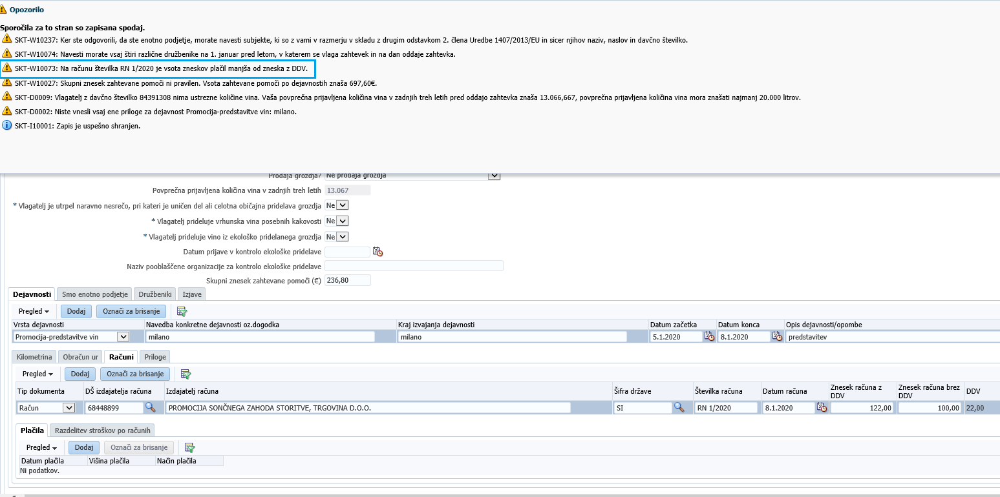 Opozorilo
Sporočila za to stran so zapisana spodaj.
SKT-W10237: Ker ste odgovorili, da ste enotno podjetje, morate navesti subjekte, ki so z vami v razmerju v skladu z drugim odstavkom 2. člena Uredbe 1407/2013/EU in sicer njihov naziv, naslov in davčno številko.
SKT-W10074: Navesti morate vsaj štiri različne družbenike na 1. januar pred letom, v katerem se vlaga zahtevek in na dan oddaje zahtevka.
SKT-W10073: Na računu številka RN 1/2020 je vsota zneskov plačil manjša od zneska z DDV.
SKT-W10027: Skupni znesek zahtevane pomoči ni pravilen. Vsota zahtevane pomoči po dejavnostih znaša 697,60€.
SKT-D0009: Vlagatelj z davčno številko 84391308 nima ustrezne količine vina. Vaša povprečna prijavljena količina vina v zadnjih treh letih pred oddajo zahtevka znaša 13.066,667, povprečna prijavljena količina vina mora znašati najmanj 20.000 litrov.
SKT-D0002: Niste vnesli vsaj ene priloge za dejavnost Promocija-predstavitve vin: milano.
SKT-I10001: Zapis je uspešno shranjen.
Prodaja grozdja? Ne prodaja grozdja
Povprečna prijavljena količina vina v zadnjih treh letih 13.067
* Vlagatelj je utrpel naravno nesrečo, pri kateri je uničen del ali celotna običajna pridelava grozdja Ne
* Vlagatelj prideluje vrhunska vina posebnih kakovosti Ne
* Vlagatelj prideluje vino iz ekološko pridelanega grozdja Ne
Datum prijave v kontrolo ekološke pridelave
Naziv pooblaščene organizacije za kontrolo ekološke pridelave
Skupni znesek zahtevane pomoči (€) 236,80
Dejavnosti Smo enotno podjetje Družbeniki Izjave
Pregled Dodaj Označi za brisanje
Vrsta dejavnosti Navedba konkretne dejavnosti oz.dogodka Kraj izvajanja dejavnosti Datum začetka Datum konca Opis dejavnosti/opombe
Promocija-predstavitve vin milano milano 5.1.2020 8.1.2020 predstavitev
Kilometrina Obračun ur Računi Priloge
Pregled Dodaj Označi za brisanje
Tip dokumenta DŠ izdajatelja računa Izdajatelj računa Šifra države Številka računa Datum računa Znesek računa z DDV Znesek računa brez DDV DDV
Račun 68448899 PROMOCIJA SONČNEGA ZAHODA STORITVE, TRGOVINA D.O.O. SI RN 1/2020 8.1.2020 122,00 100,00 22,00
Plačila Razdelitev stroškov po računih
Pregled Dodaj Označi za brisanje
Datum plačila Višina plačila Način plačila
Ni podatkov.